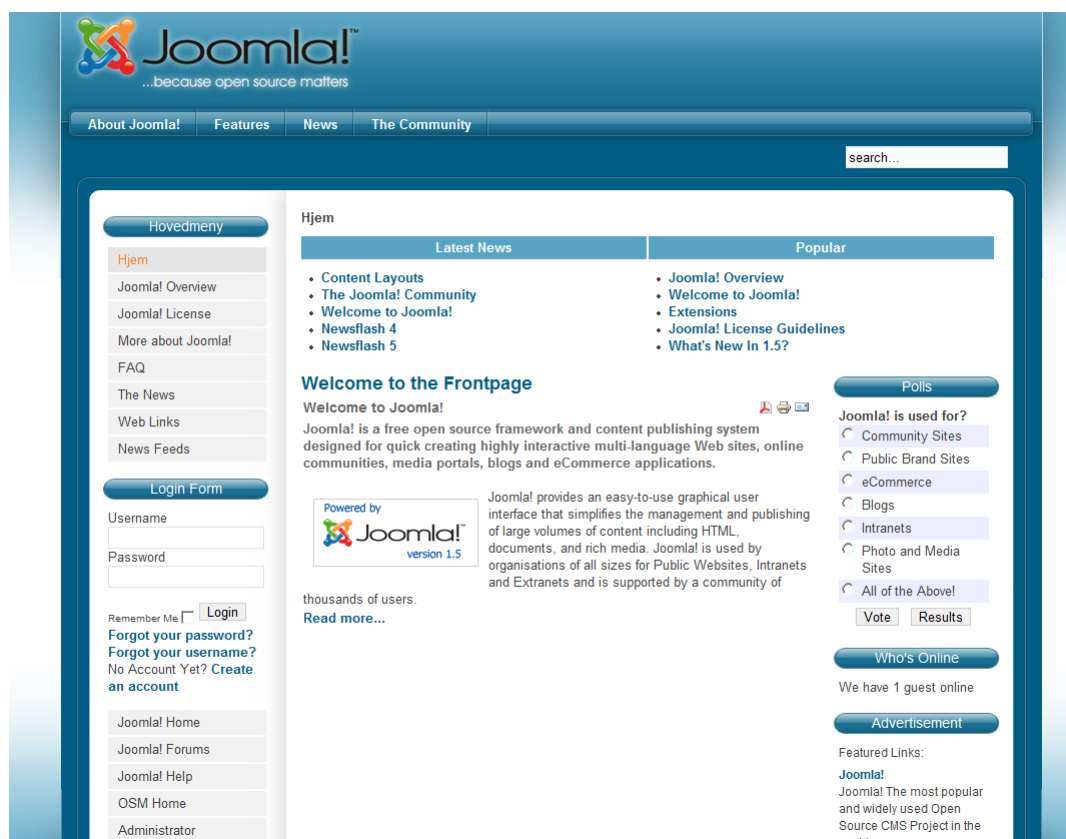 Joomla!™
...because open source matters
About Joomla!
Features
News
The Community
search...
Hovedmeny
Hjem
Joomla! Overview
Joomla! License
More about Joomla!
FAQ
The News
Web Links
News Feeds
Login Form
Username
Password
Remember Me
Login
Forgot your password?
Forgot your username?
No Account Yet? Create
an account
Joomla! Home
Joomla! Forums
Joomla! Help
OSM Home
Administrator
Hjem
Latest News
Content Layouts
The Joomla! Community
Welcome to Joomla!
Newsflash 4
Newsflash 5
Popular
Joomla! Overview
Welcome to Joomla!
Extensions
Joomla! License Guidelines
What's New In 1.5?
Welcome to the Frontpage
Welcome to Joomla!
Joomla! is a free open source framework and content publishing system
designed for quick creating highly interactive multi-language Web sites, online
communities, media portals, blogs and eCommerce applications.
Powered by
Joomla!™
version 1.5
Joomla! provides an easy-to-use graphical user
interface that simplifies the management and publishing
of large volumes of content including HTML,
documents, and rich media. Joomla! is used by
organisations of all sizes for Public Websites, Intranets
and Extranets and is supported by a community of
thousands of users.
Read more...
Polls
Joomla! is used for?
Community Sites
Public Brand Sites
eCommerce
Blogs
Intranets
Photo and Media
Sites
All of the Above!
Vote
Results
Who's Online
We have 1 guest online
Advertisement
Featured Links:
Joomla!
Joomla! The most popular
and widely used Open
Source CMS Project in the